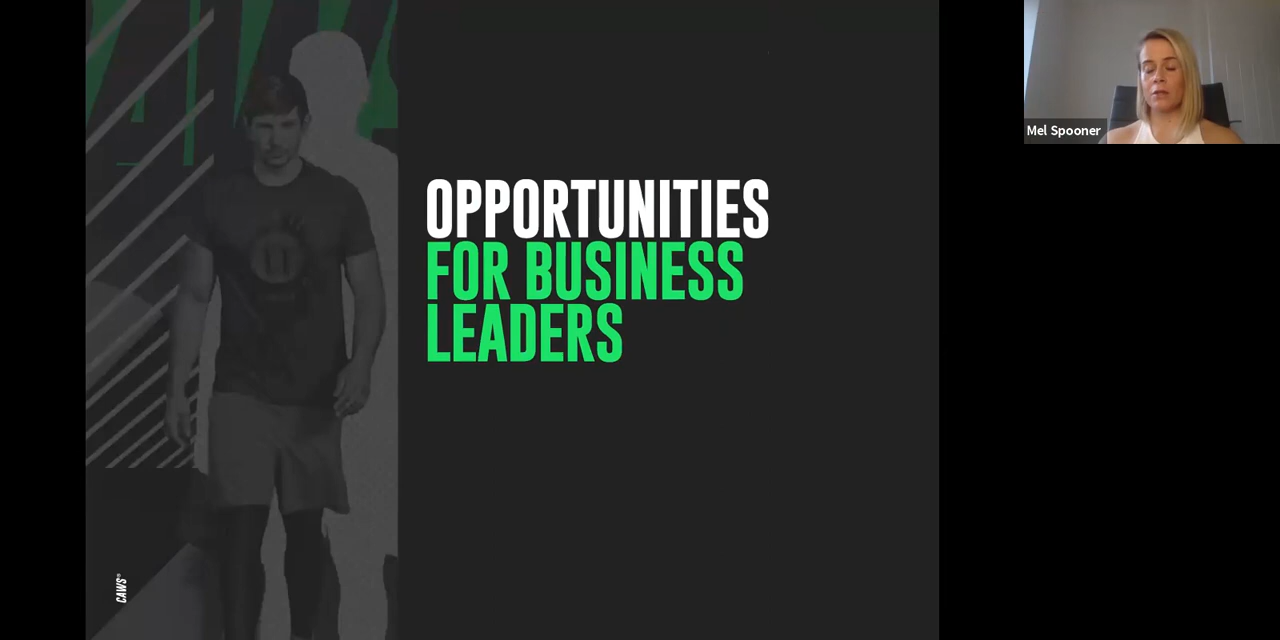 OPPORTUNITIES
FOR BUSINESS
LEADERS
Mel Spooner
CAWS®